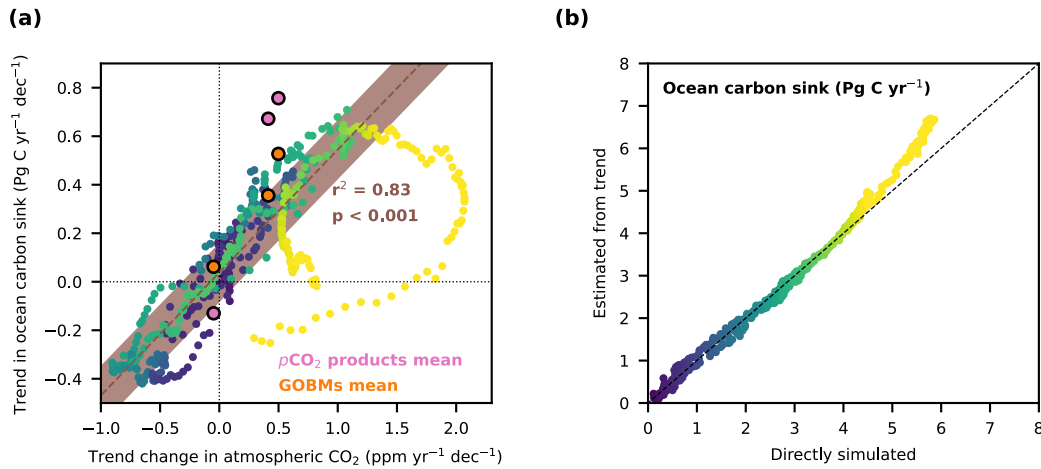 (a)
(b)
Trend in ocean carbon sink (Pg C yr⁻¹ dec⁻¹)
0.8
0.6
0.4
0.2
0.0
−0.2
−0.4
r² = 0.83
p < 0.001
pCO₂ products mean
GOBMs mean
−1.0 −0.5 0.0 0.5 1.0 1.5 2.0
Trend change in atmospheric CO₂ (ppm yr⁻¹ dec⁻¹)
Estimated from trend
8
7
6
5
4
3
2
1
0
Ocean carbon sink (Pg C yr⁻¹)
0 1 2 3 4 5 6 7 8
Directly simulated